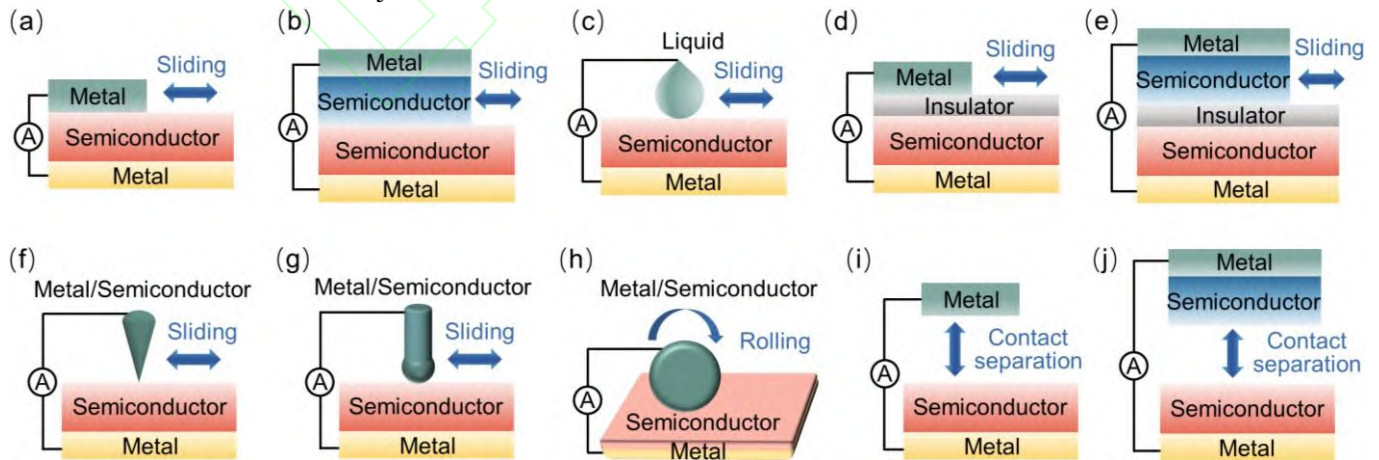 (a)
Metal
Sliding
A
Semiconductor
Metal
(b)
Metal
Sliding
Semiconductor
A
Semiconductor
Metal
(c)
Liquid
Sliding
A
Semiconductor
Metal
(d)
Sliding
Metal
Insulator
A
Semiconductor
Metal
(e)
Metal
Sliding
Semiconductor
Insulator
A
Semiconductor
Metal
(f)
Metal/Semiconductor
Sliding
A
Semiconductor
Metal
(g)
Metal/Semiconductor
Sliding
A
Semiconductor
Metal
(h)
Metal/Semiconductor
Rolling
A
Semiconductor
Metal
(i)
Metal
Contact
separation
A
Semiconductor
Metal
(j)
Metal
Semiconductor
Contact
separation
A
Semiconductor
Metal